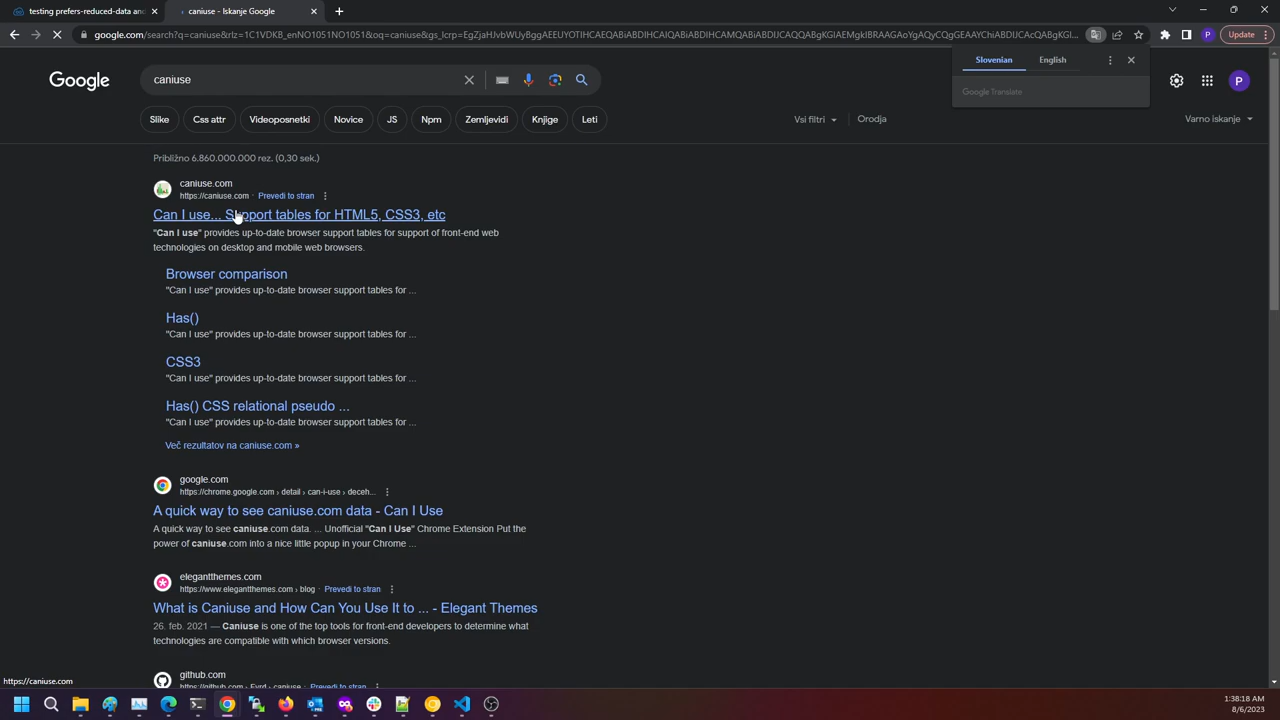 testing prefers-reduced-data an
caniuse - Iskanje Google
google.com/search?q=caniuse&rlz=1C1VDKB_enNO1051NO1051&oq=caniuse&gs_lcrp=
Update
Slovenian
English
Google Translate
Google
caniuse
P
Slike
Css attr
Videoposnetki
Novice
JS
Npm
Zemljevidi
Knjige
Leti
Vsi filtri
Orodja
Varno iskanje
Približno 6.860.000.000 rez. (0,30 sek.)
caniuse.com
https://caniuse.com · Prevedi to stran
Can I use... Support tables for HTML5, CSS3, etc
"Can I use" provides up-to-date browser support tables for support of front-end web
technologies on desktop and mobile web browsers.
Browser comparison
"Can I use" provides up-to-date browser support tables for ...
Has()
"Can I use" provides up-to-date browser support tables for ...
CSS3
"Can I use" provides up-to-date browser support tables for ...
Has() CSS relational pseudo ...
"Can I use" provides up-to-date browser support tables for ...
Več rezultatov na caniuse.com »
google.com
https://chrome.google.com › detail › can-i-use › deceh...
A quick way to see caniuse.com data - Can I Use
A quick way to see caniuse.com data. ... Unofficial "Can I Use" Chrome Extension Put the
power of caniuse.com into a nice little popup in your Chrome ...
elegantthemes.com
https://www.elegantthemes.com › blog · Prevedi to stran
What is Caniuse and How Can You Use It to ... - Elegant Themes
26. feb. 2021 — Caniuse is one of the top tools for front-end developers to determine what
technologies are compatible with which browser versions.
github.com
https://github.com › Fyrd › caniuse · Prevedi to stran
https://caniuse.com
1:38:18 AM
8/6/2023